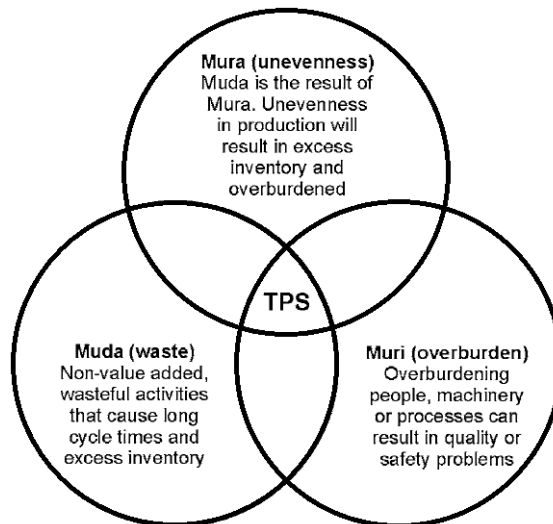 Mura (unevenness)
Muda is the result of
Mura. Unevenness
in production will
result in excess
inventory and
overburdened
TPS
Muda (waste)
Non-value added,
wasteful activities
that cause long
cycle times and
excess inventory
Muri (overburden)
Overburdening
people, machinery
or processes can
result in quality or
safety problems